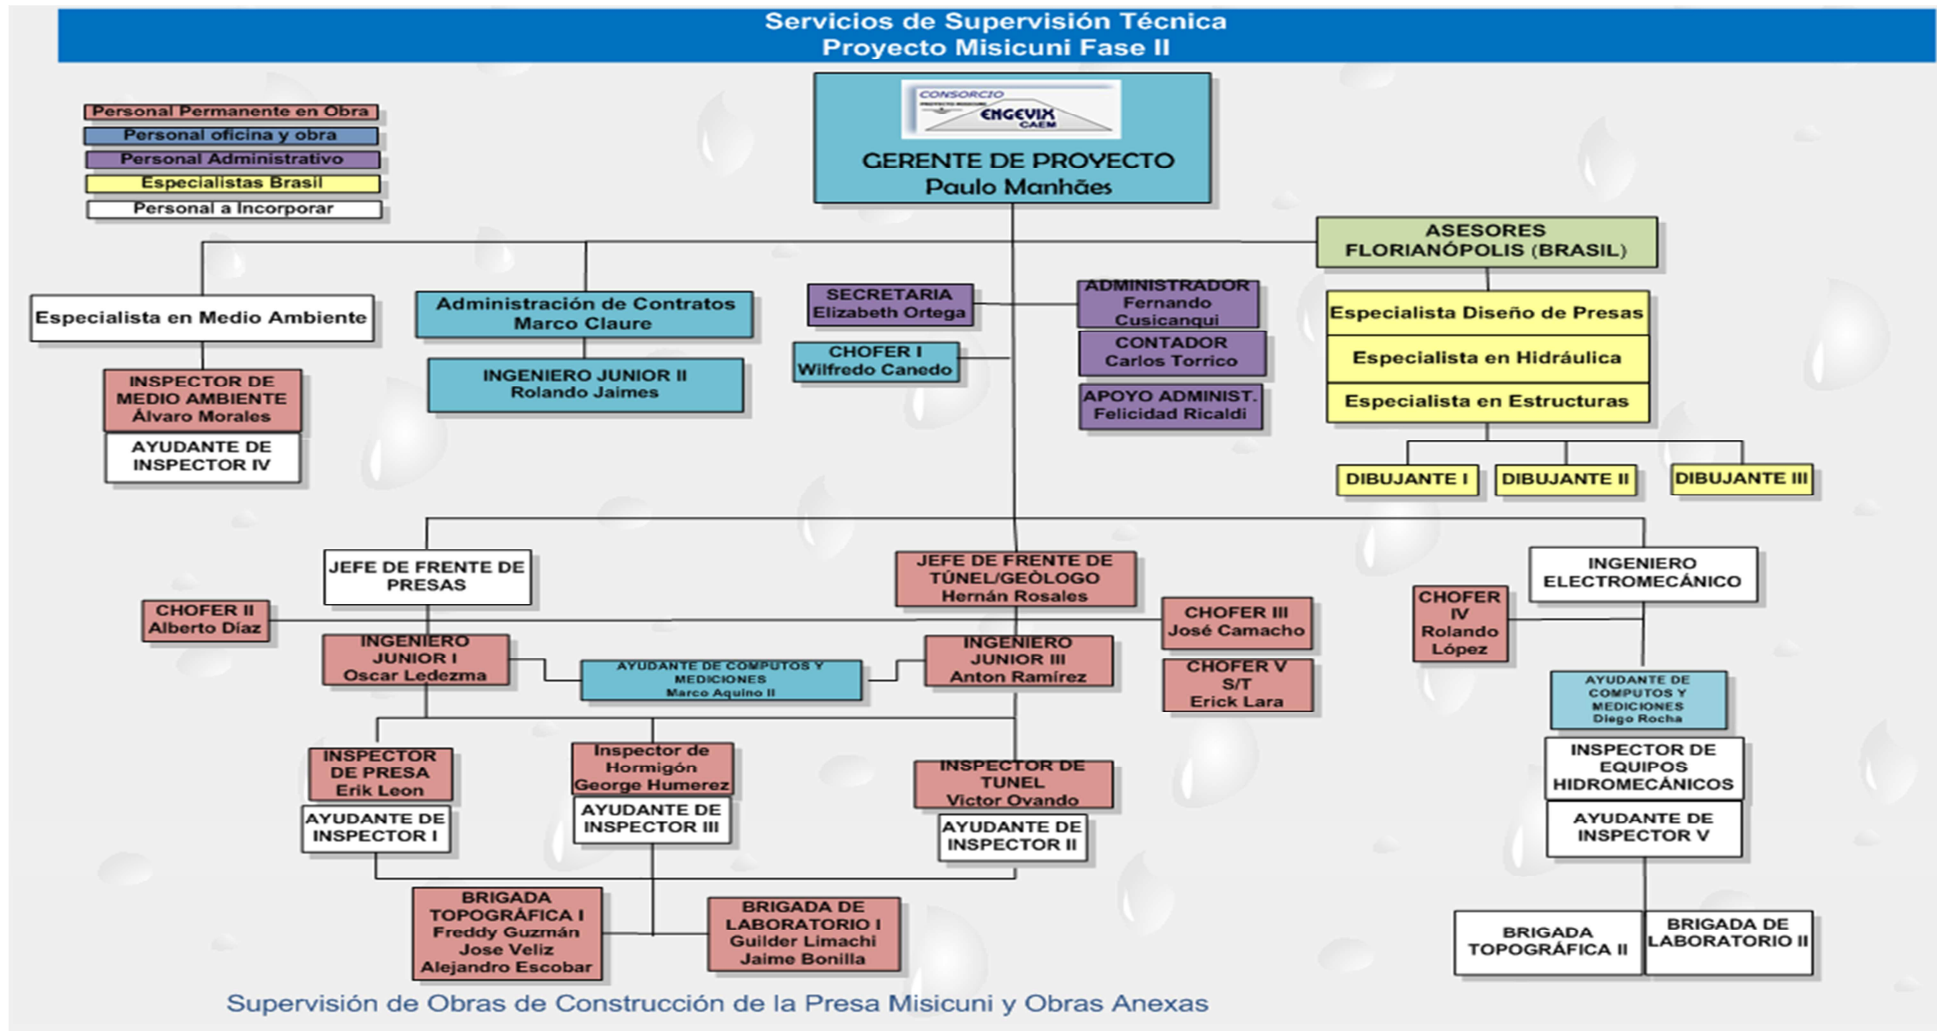 Servicios de Supervisión Técnica
Proyecto Misicuni Fase II
Personal Permanente en Obra
Personal oficina y obra
Personal Administrativo
Especialistas Brasil
Personal a Incorporar
CONSORCIO
PROYECTO MISICUNI
ENGEVIX
CAEM
GERENTE DE PROYECTO
Paulo Manhães
ASESORES
FLORIANÓPOLIS (BRASIL)
Especialista en Medio Ambiente
INSPECTOR DE
MEDIO AMBIENTE
Álvaro Morales
AYUDANTE DE
INSPECTOR IV
Administración de Contratos
Marco Claure
INGENIERO JUNIOR II
Rolando Jaimes
SECRETARIA
Elizabeth Ortega
CHOFER I
Wilfredo Canedo
ADMINISTRADOR
Fernando
Cusicanqui
CONTADOR
Carlos Torrico
APOYO ADMINIST.
Felicidad Ricaldi
Especialista Diseño de Presas
Especialista en Hidráulica
Especialista en Estructuras
DIBUJANTE I
DIBUJANTE II
DIBUJANTE III
JEFE DE FRENTE DE
PRESAS
JEFE DE FRENTE DE
TÚNEL/GEÒLOGO
Hernán Rosales
INGENIERO
ELECTROMECÁNICO
CHOFER II
Alberto Díaz
CHOFER III
José Camacho
CHOFER
IV
Rolando
López
INGENIERO
JUNIOR I
Oscar Ledezma
AYUDANTE DE COMPUTOS Y
MEDICIONES
Marco Aquino II
INGENIERO
JUNIOR III
Anton Ramírez
CHOFER V
S/T
Erick Lara
AYUDANTE DE
COMPUTOS Y
MEDICIONES
Diego Rocha
INSPECTOR
DE PRESA
Erik Leon
AYUDANTE DE
INSPECTOR I
Inspector de
Hormigón
George Humerez
AYUDANTE DE
INSPECTOR III
INSPECTOR DE
TUNEL
Victor Ovando
AYUDANTE DE
INSPECTOR II
INSPECTOR DE
EQUIPOS
HIDROMECÁNICOS
AYUDANTE DE
INSPECTOR V
BRIGADA
TOPOGRÁFICA I
Freddy Guzmán
Jose Veliz
Alejandro Escobar
BRIGADA DE
LABORATORIO I
Guilder Limachi
Jaime Bonilla
BRIGADA
TOPOGRÁFICA II
BRIGADA DE
LABORATORIO II
Supervisión de Obras de Construcción de la Presa Misicuni y Obras Anexas